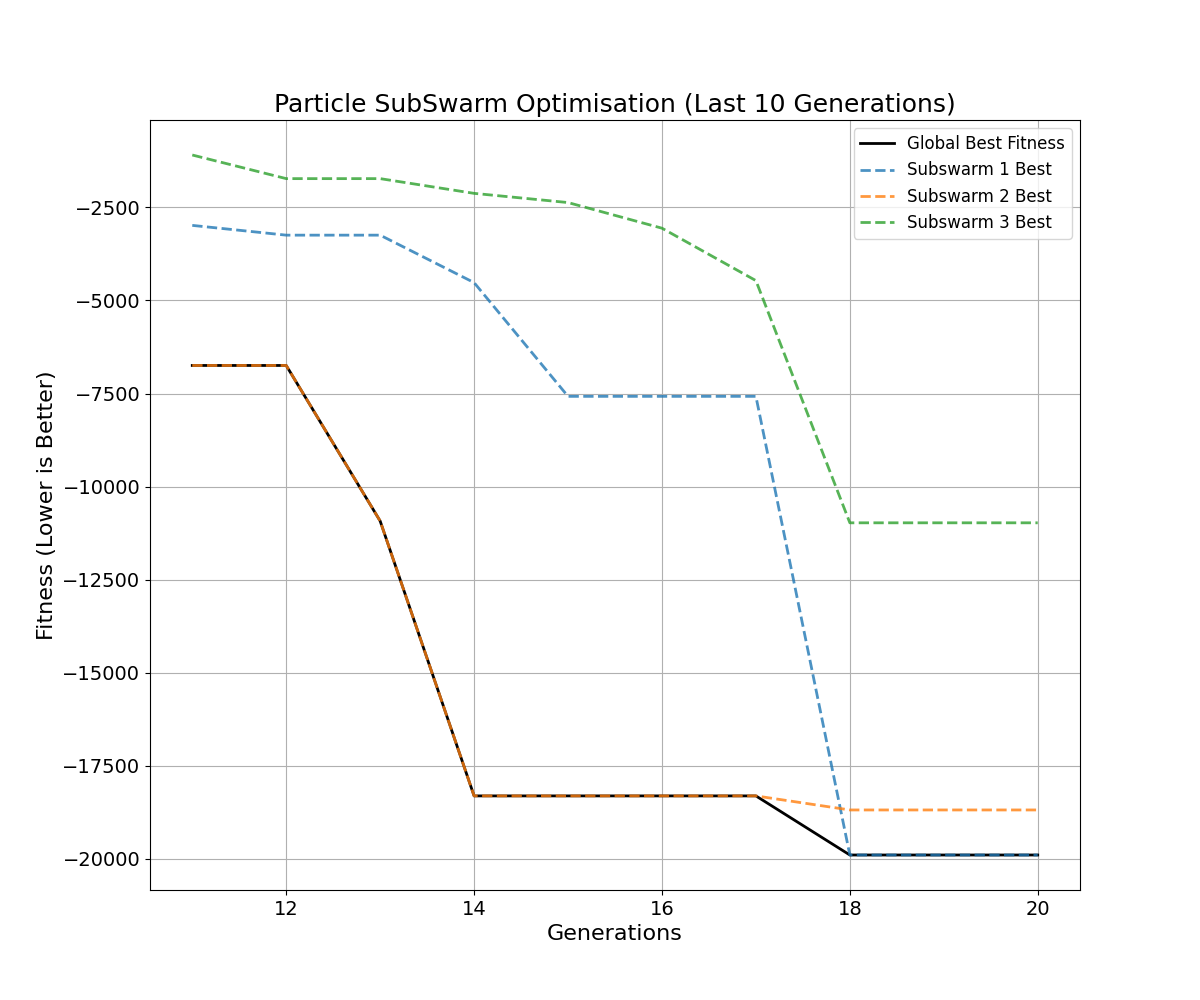 Particle SubSwarm Optimisation (Last 10 Generations)
Global Best Fitness
Subswarm 1 Best
Subswarm 2 Best
Subswarm 3 Best
Fitness (Lower is Better)
−2500
−5000
−7500
−10000
−12500
−15000
−17500
−20000
12 14 16 18 20
Generations